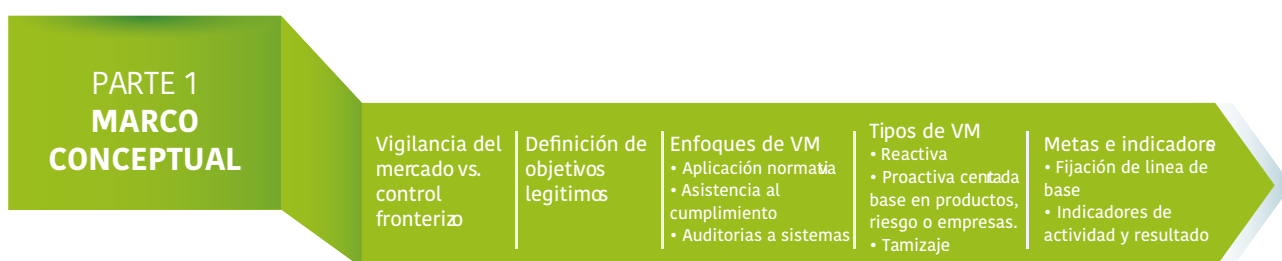 PARTE 1
MARCO
CONCEPTUAL
Vigilancia del
mercado vs.
control
fronterizo
Definición de
objetivos
legitimos
Enfoques de VM
• Aplicación normativa
• Asistencia al
cumplimiento
• Auditorias a sistemas
Tipos de VM
• Reactiva
• Proactiva centada
base en productos,
riesgo o empresas.
• Tamizaje
Metas e indicadores
• Fijación de linea de
base
• Indicadores de
actividad y resultado